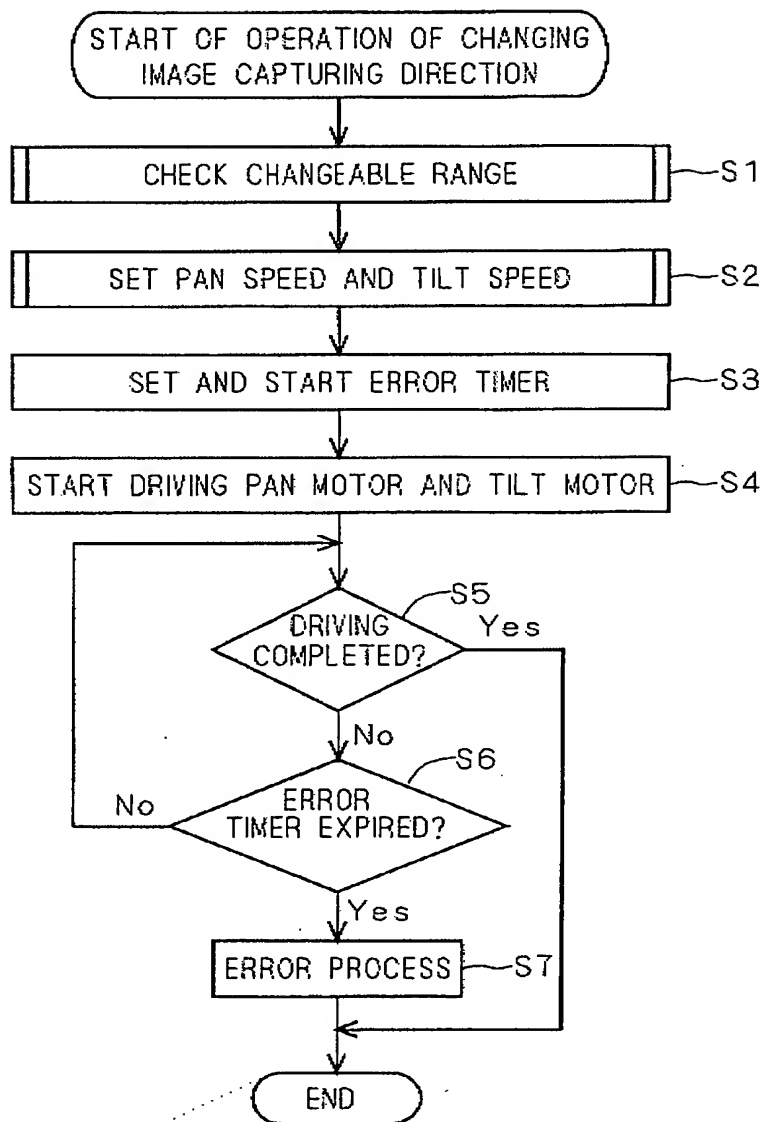 START OF OPERATION OF CHANGING
IMAGE CAPTURING DIRECTION
CHECK CHANGEABLE RANGE
S1
SET PAN SPEED AND TILT SPEED
S2
SET AND START ERROR TIMER
S3
START DRIVING PAN MOTOR AND TILT MOTOR
S4
S5
DRIVING
COMPLETED?
Yes
No
S6
ERROR
TIMER EXPIRED?
No
Yes
ERROR PROCESS
S7
END